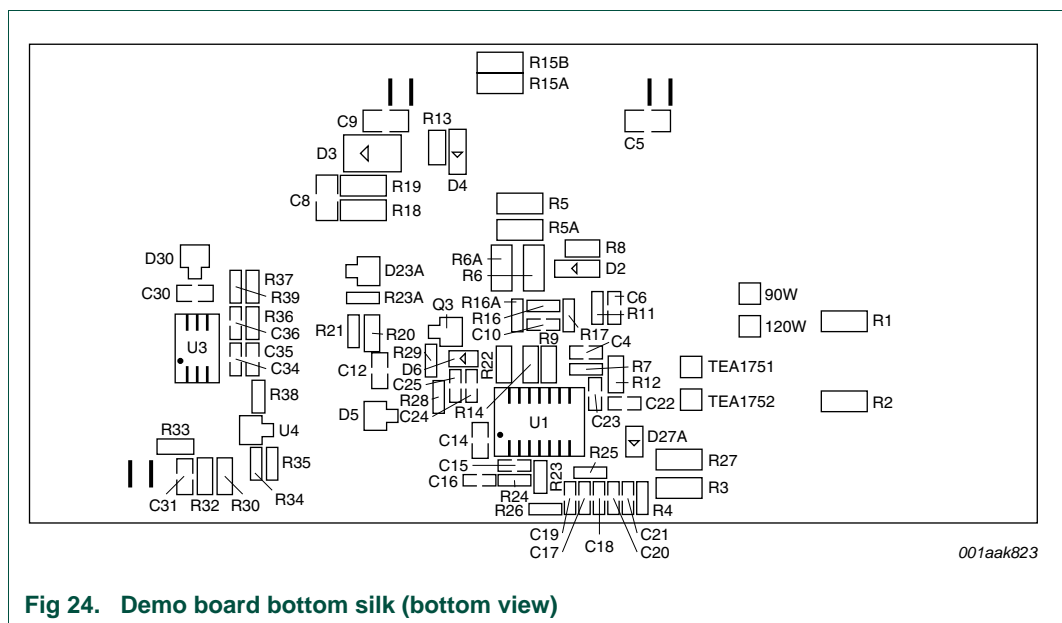 R15B
R15A
C9
R13
C5
D3
D4
R19
C8
R18
R5
R5A
R8
D30
D23A
R6A
R6
D2
C30
R37
R39
R23A
Q3
R16A
R16
C10
C6
R11
90W
R36
C36
R21
R20
R17
120W
R1
U3
C35
C34
R29
D6
R22
R9
C4
C12
C25
R7
R12
TEA1751
R38
R28
C24
R14
C23
C22
TEA1752
R2
D5
U1
U4
R33
C14
D27A
R35
R34
C15
R25
R27
C16
R23
C31
R32
R30
R24
R3
R26
R4
C19
C21
C17
C18
C20
001aak823
Fig 24. Demo board bottom silk (bottom view)